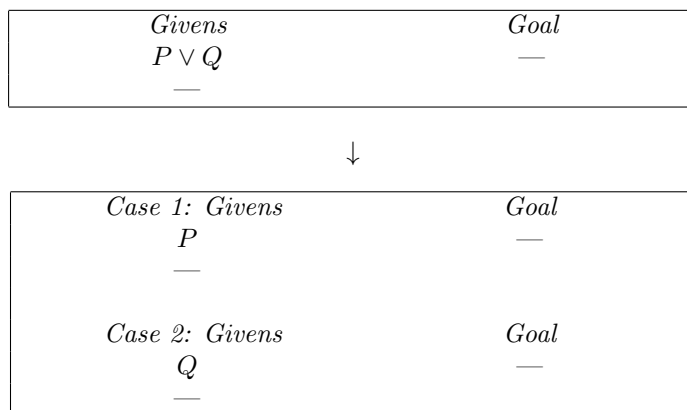 Givens Goal
P ∨ Q —
—
↓
Case 1: Givens Goal
P —
—
Case 2: Givens Goal
Q —
—